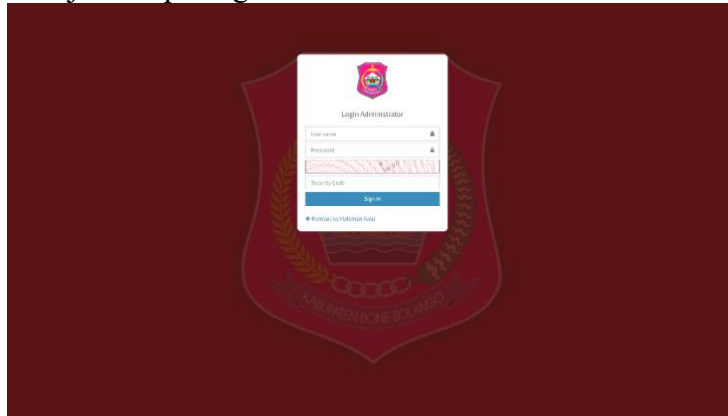 Login Administrator
Username
Password
Security Code
Sign In
Kembali ke Halaman Awal
KABUPATEN BONE BOLANGO